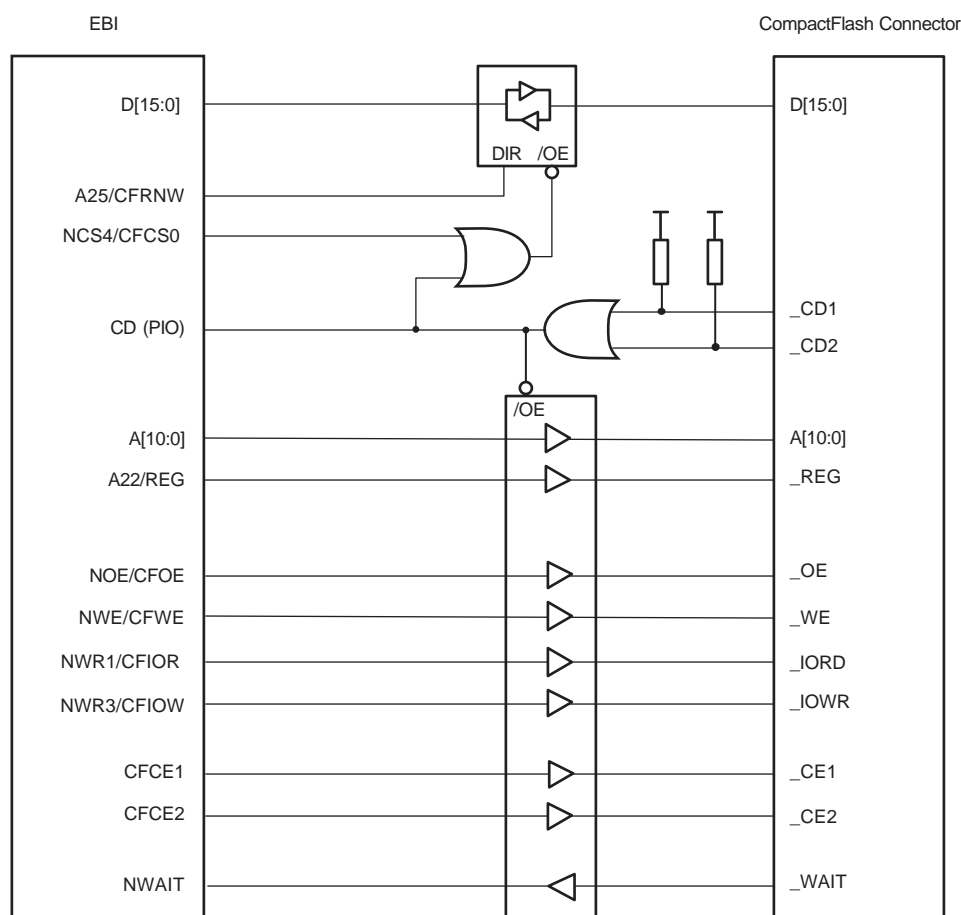 EBI CompactFlash Connector
D[15:0] D[15:0]
DIR /OE
A25/CFRNW
NCS4/CFCS0
_CD1
CD (PIO)
_CD2
/OE
A[10:0] A[10:0]
A22/REG _REG
NOE/CFOE _OE
NWE/CFWE _WE
NWR1/CFIOR _IORD
NWR3/CFIOW _IOWR
CFCE1 _CE1
CFCE2 _CE2
NWAIT _WAIT